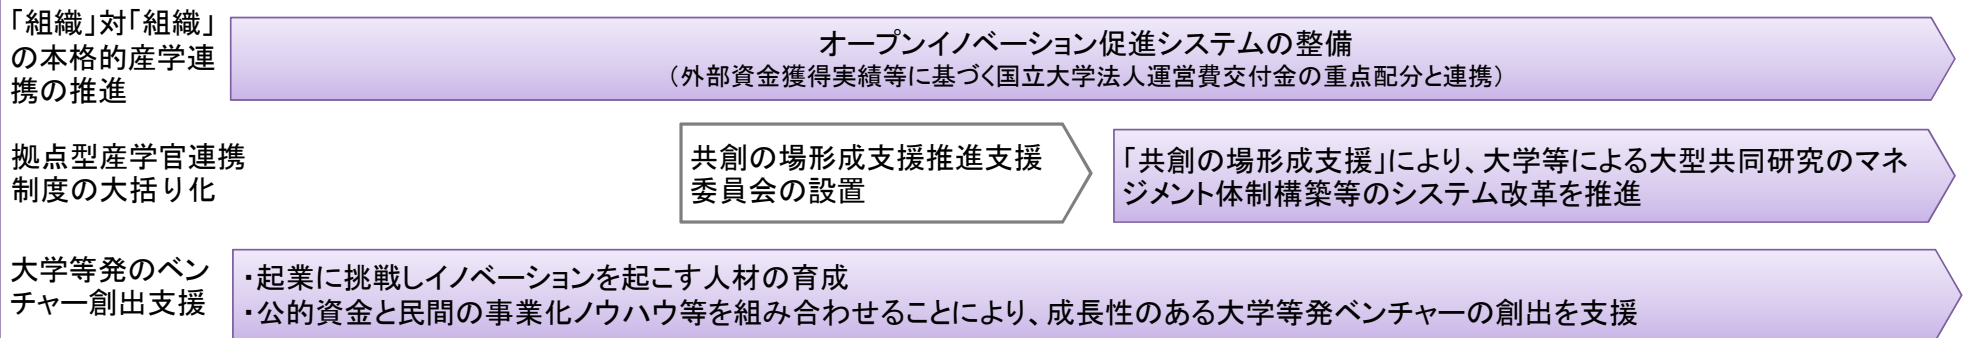 「組織」対「組織」
の本格的産学連
携の推進
オープンイノベーション促進システムの整備
（外部資金獲得実績等に基づく国立大学法人運営費交付金の重点配分と連携）
拠点型産学官連携
制度の大括り化
共創の場形成支援推進支援
委員会の設置
「共創の場形成支援」により、大学等による大型共同研究のマネ
ジメント体制構築等のシステム改革を推進
大学等発のベン
チャー創出支援
・起業に挑戦しイノベーションを起こす人材の育成
・公的資金と民間の事業化ノウハウ等を組み合わせることにより、成長性のある大学等発ベンチャーの創出を支援